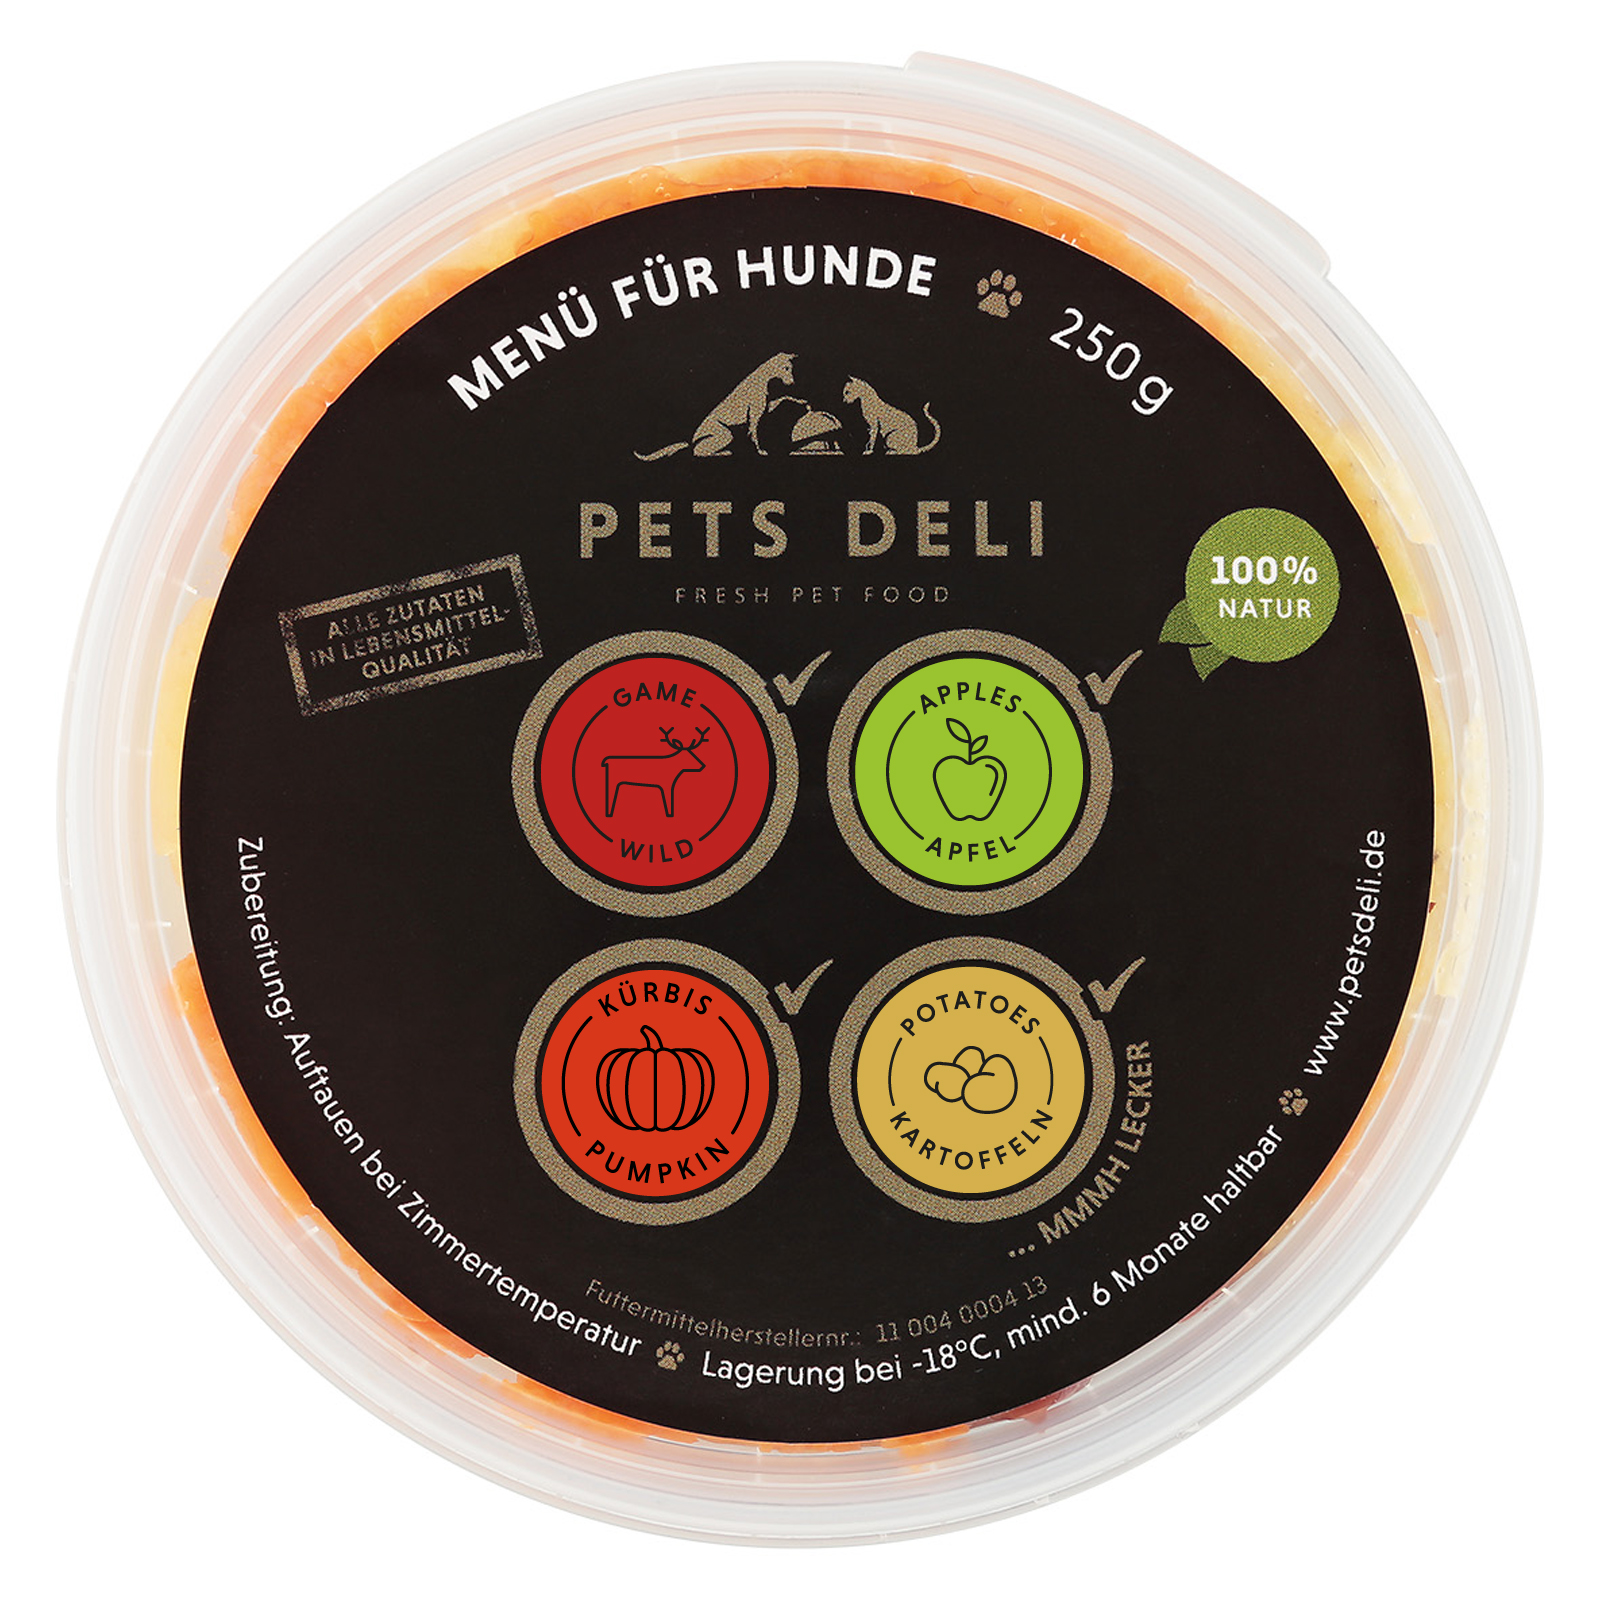 MENÜ FÜR HUNDE 250g
PETS DELI
FRESH PET FOOD
ALLE ZUTATEN
IN LEBENSMITTEL-
QUALITÄT
100%
NATUR
GAME
WILD
APPLES
APFEL
KÜRBIS
PUMPKIN
POTATOES
KARTOFFELN
... MMMH LECKER
Futtermittelherstellernr.: 11 004 0004 13
Zubereitung: Auftauen bei Zimmertemperatur Lagerung bei -18°C, mind. 6 Monate haltbar www.petsdeli.de